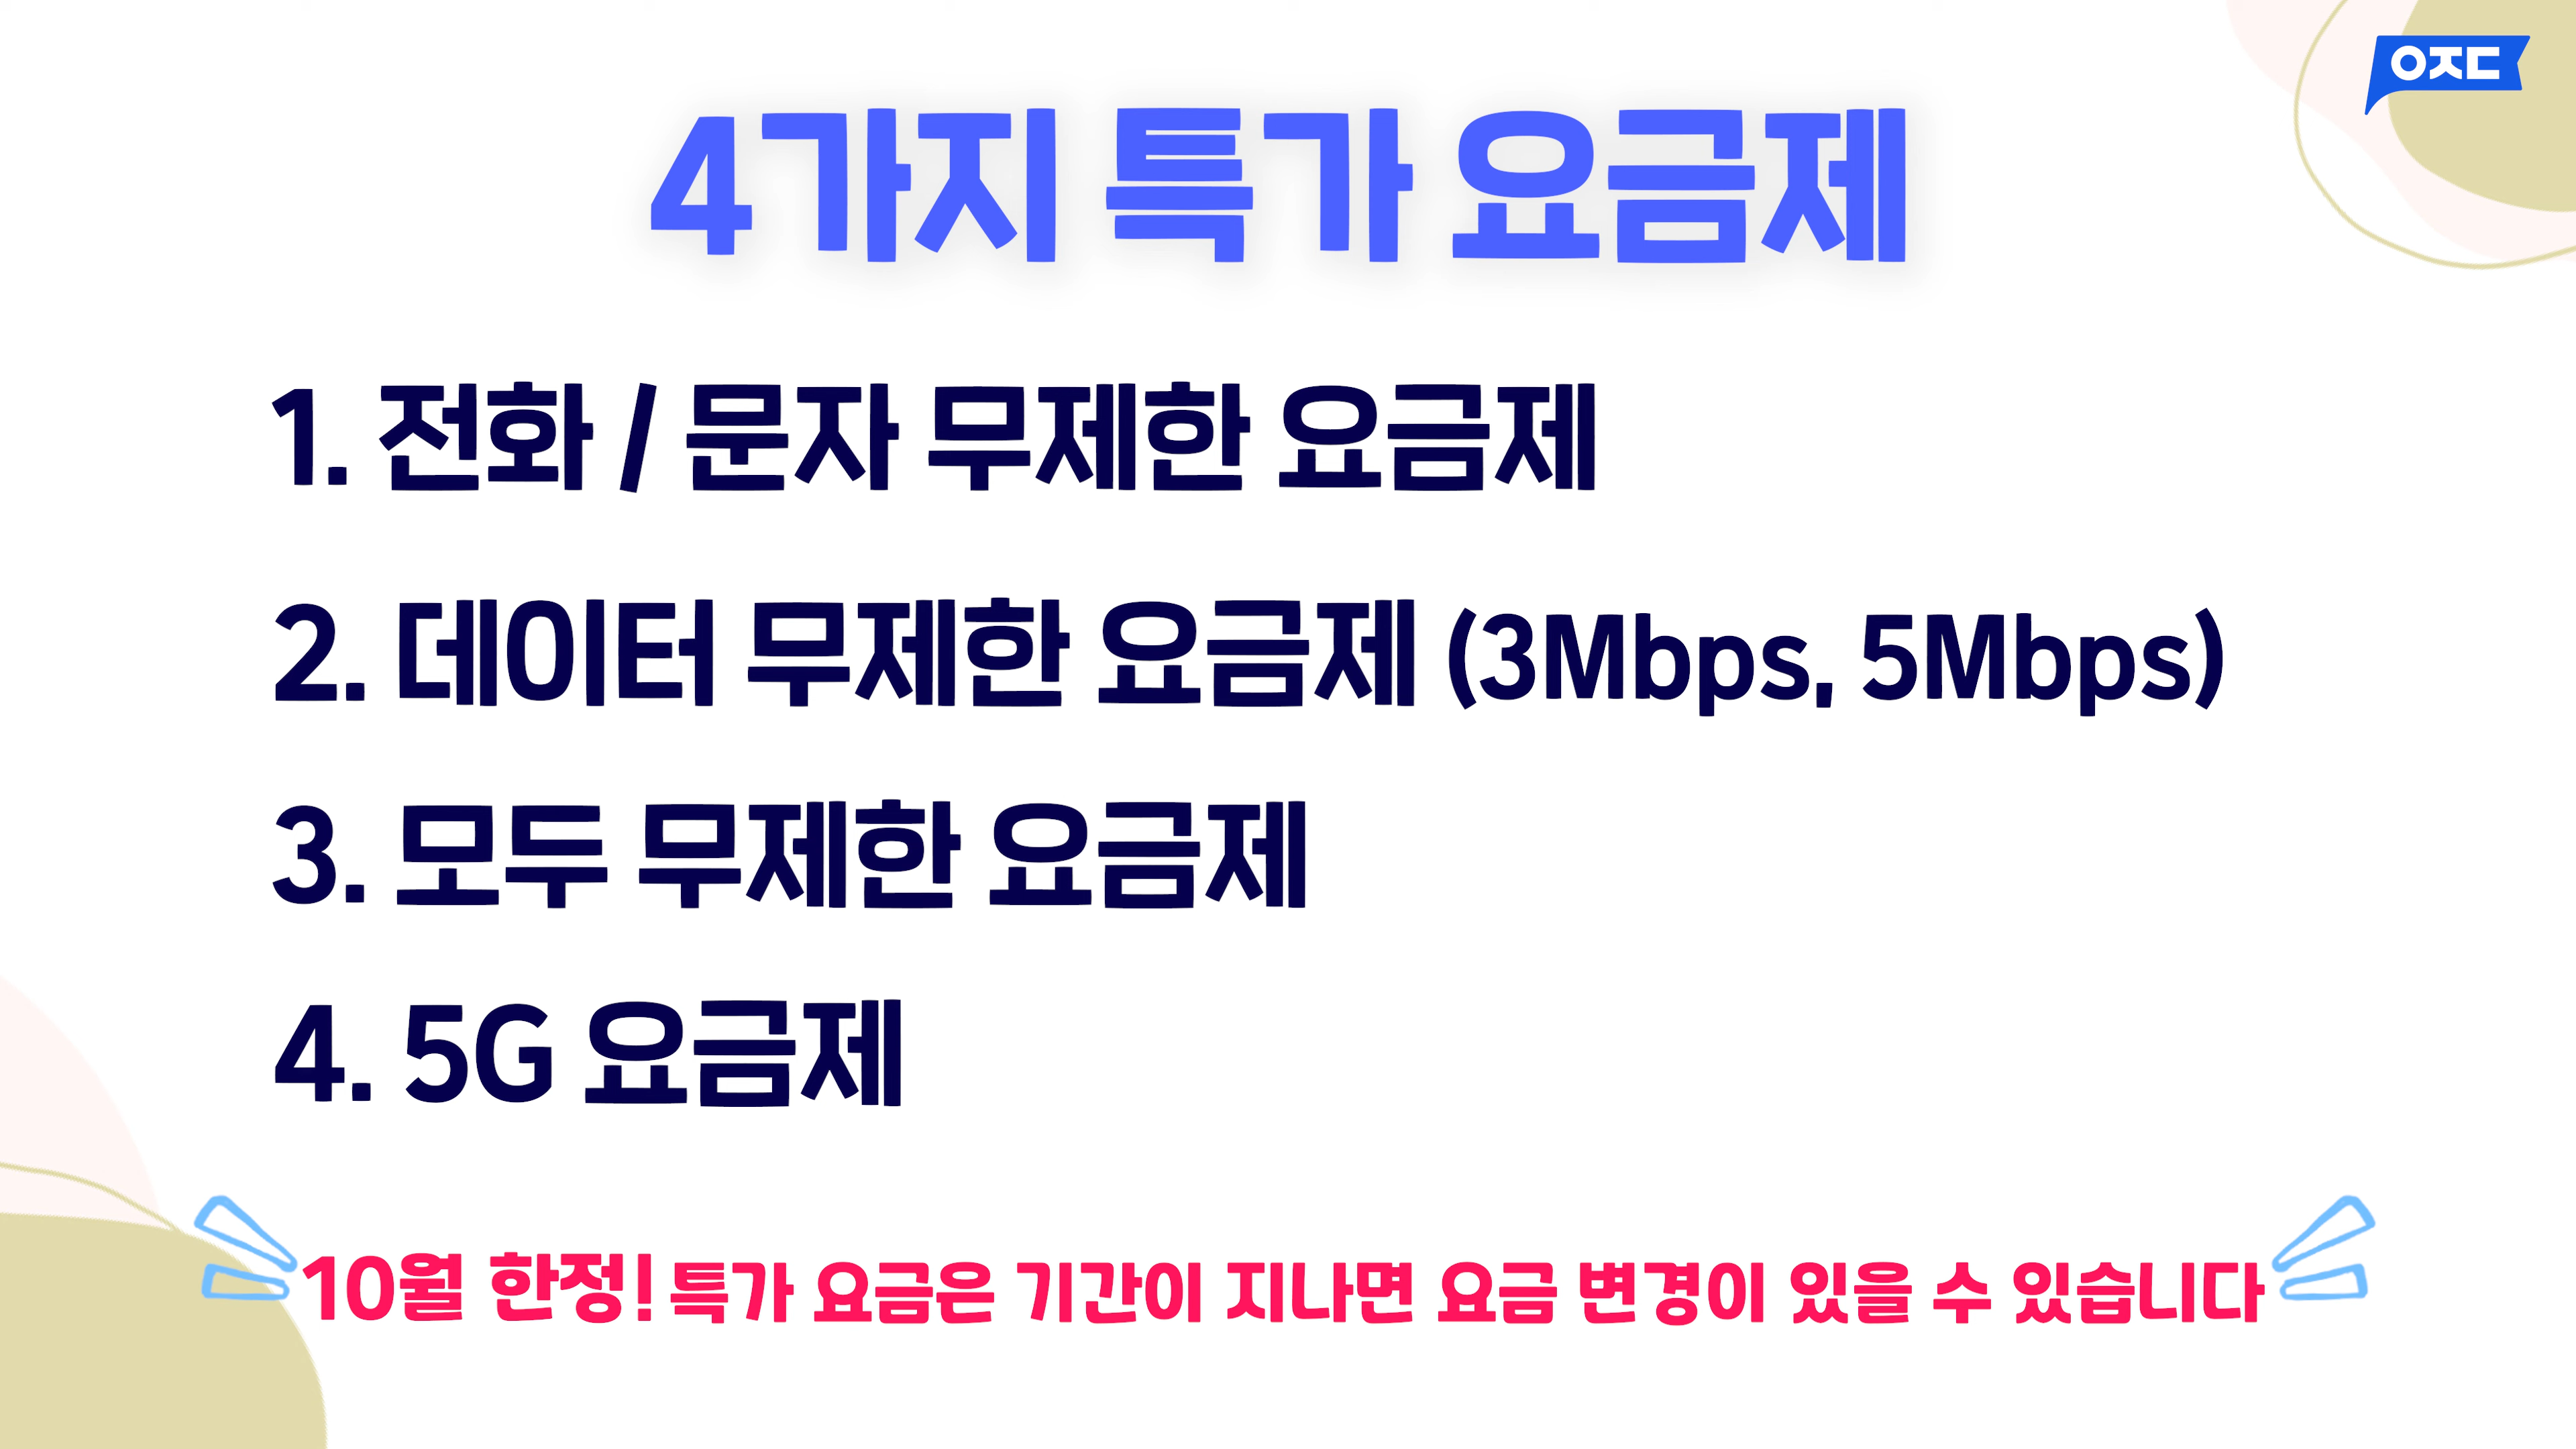 ㅇㅈㄷ
4가지 특가 요금제
1. 전화 / 문자 무제한 요금제
2. 데이터 무제한 요금제 (3Mbps, 5Mbps)
3. 모두 무제한 요금제
4. 5G 요금제
10월 한정! 특가 요금은 기간이 지나면 요금 변경이 있을 수 있습니다